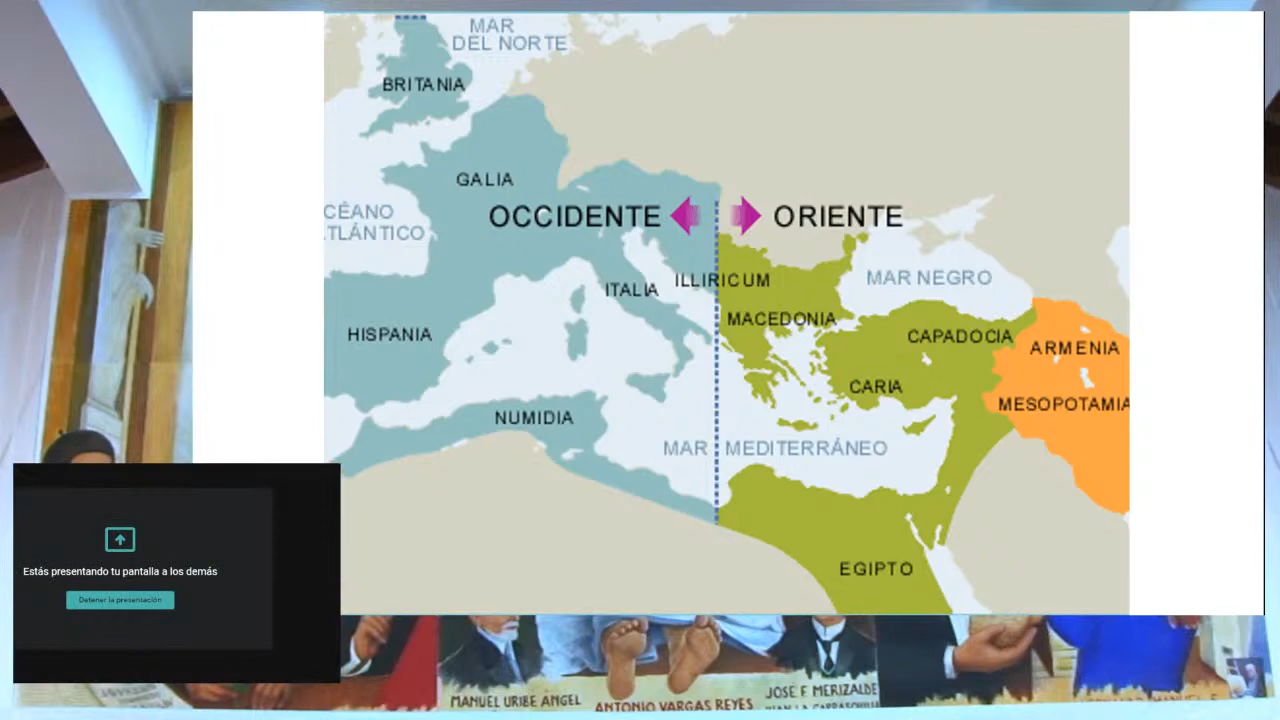 MAR
DEL NORTE
BRITANIA
GALIA
CÉANO
TLÁNTICO
OCCIDENTE
ORIENTE
ILLIRICUM
MAR NEGRO
ITALIA
MACEDONIA
HISPANIA
CAPADOCIA
ARMENIA
CARIA
MESOPOTAMIA
NUMIDIA
MAR MEDITERRÁNEO
EGIPTO
Estás presentando tu pantalla a los demás
Detener la presentación
MANUEL URIBE ANGEL
ANTONIO VARGAS REYES
JOSE F. MERIZALDE